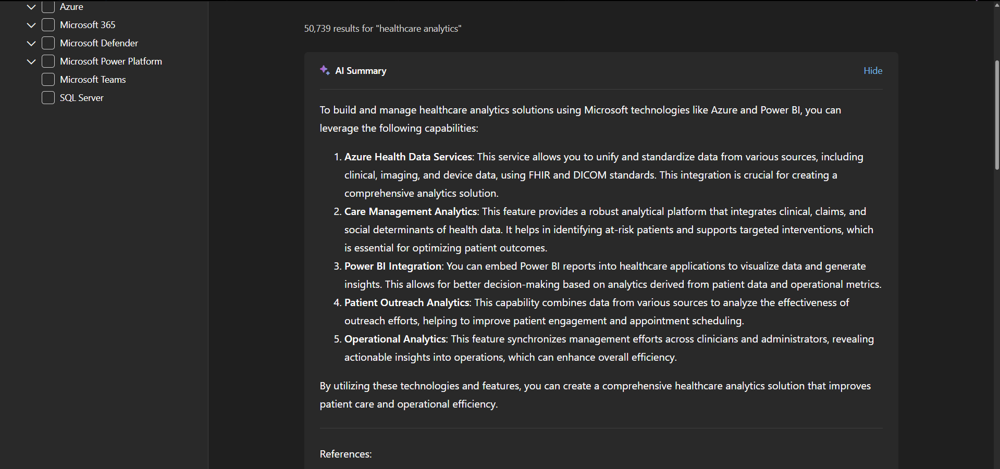 Azure
Microsoft 365
Microsoft Defender
Microsoft Power Platform
Microsoft Teams
SQL Server
50,739 results for "healthcare analytics"
AI Summary
Hide
To build and manage healthcare analytics solutions using Microsoft technologies like Azure and Power BI, you can
leverage the following capabilities:
1. Azure Health Data Services: This service allows you to unify and standardize data from various sources, including
clinical, imaging, and device data, using FHIR and DICOM standards. This integration is crucial for creating a
comprehensive analytics solution.
2. Care Management Analytics: This feature provides a robust analytical platform that integrates clinical, claims, and
social determinants of health data. It helps in identifying at-risk patients and supports targeted interventions, which
is essential for optimizing patient outcomes.
3. Power BI Integration: You can embed Power BI reports into healthcare applications to visualize data and generate
insights. This allows for better decision-making based on analytics derived from patient data and operational metrics.
4. Patient Outreach Analytics: This capability combines data from various sources to analyze the effectiveness of
outreach efforts, helping to improve patient engagement and appointment scheduling.
5. Operational Analytics: This feature synchronizes management efforts across clinicians and administrators, revealing
actionable insights into operations, which can enhance overall efficiency.
By utilizing these technologies and features, you can create a comprehensive healthcare analytics solution that improves
patient care and operational efficiency.
References: